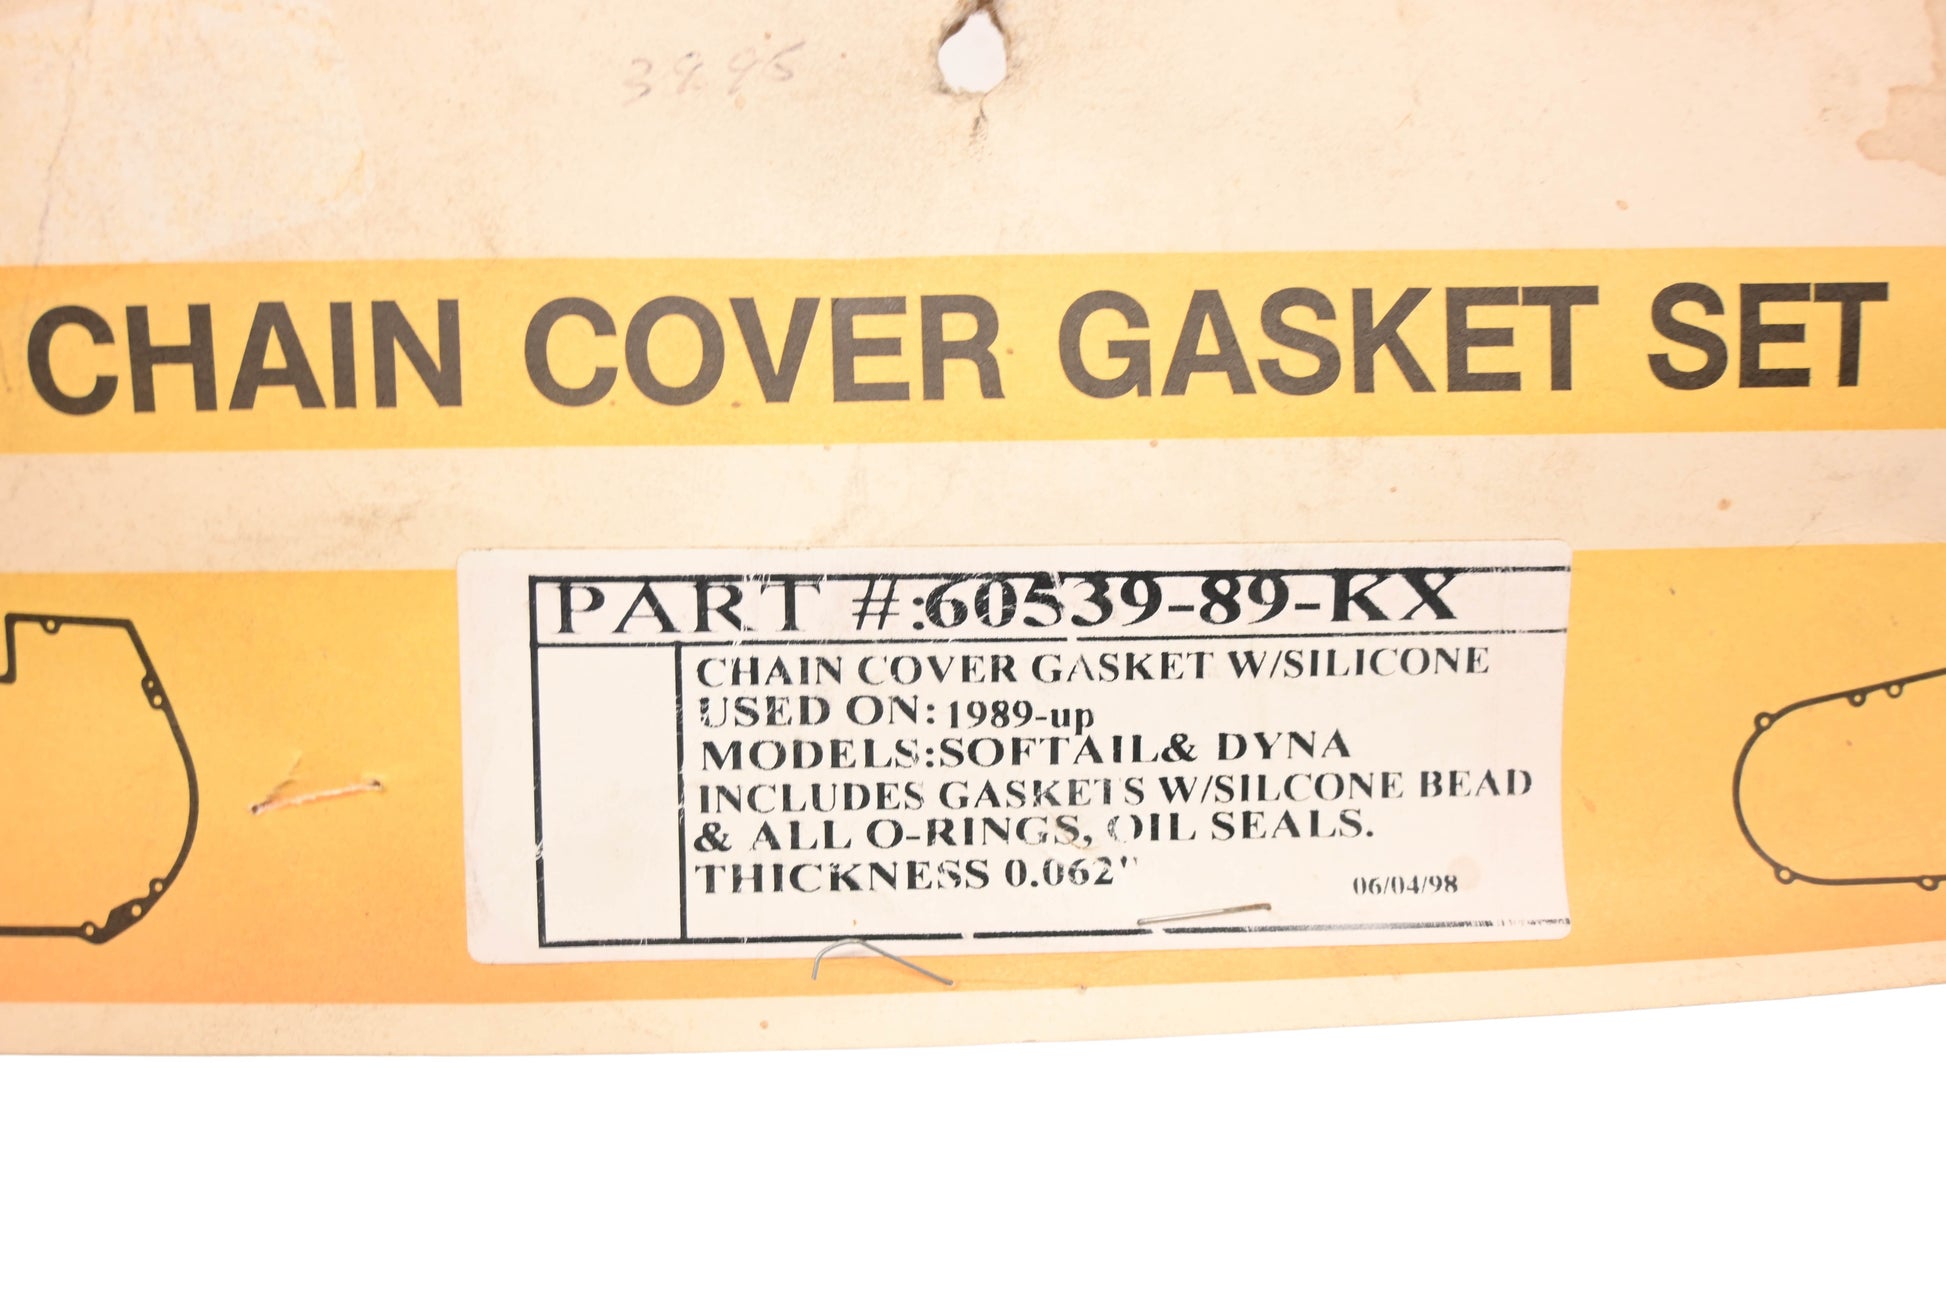 39.95
CHAIN COVER GASKET SET
PART #:60539-89-KX
CHAIN COVER GASKET W/SILICONE
USED ON: 1989-up
MODELS:SOFTAIL& DYNA
INCLUDES GASKETS W/SILCONE BEAD
& ALL O-RINGS, OIL SEALS.
THICKNESS 0.062"
06/04/98